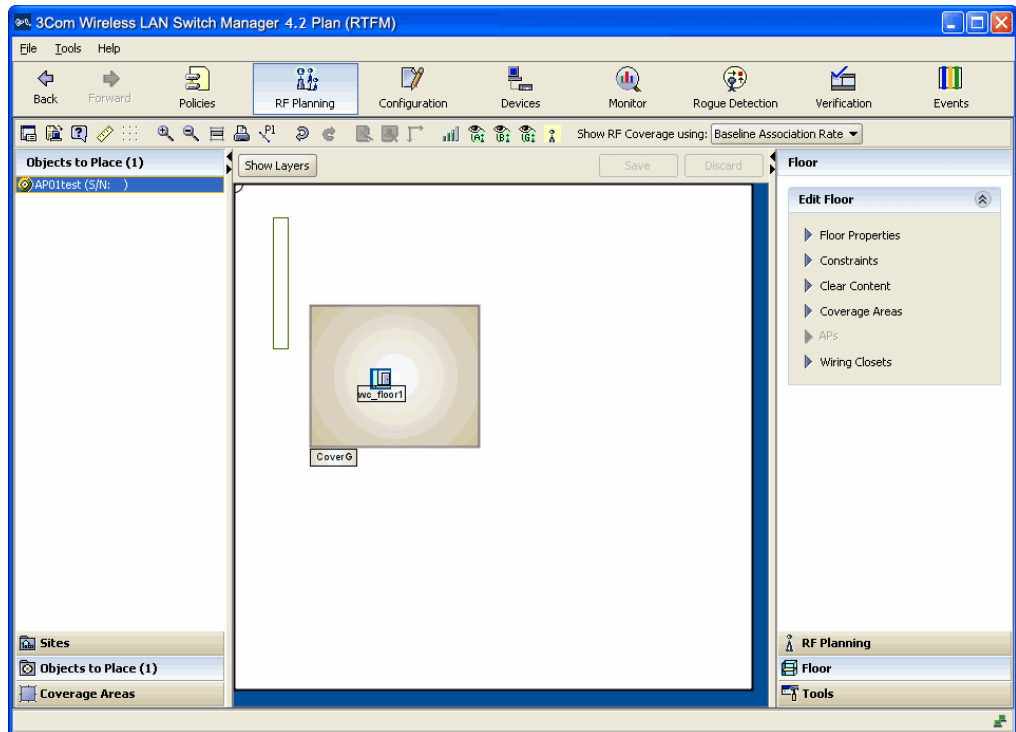 3Com Wireless LAN Switch Manager 4.2 Plan (RTFM)
File Tools Help
Back Forward Policies RF Planning Configuration Devices Monitor Rogue Detection Verification Events
P1 A G Show RF Coverage using: Baseline Association Rate
Objects to Place (1)
Show Layers Save Discard
Floor
AP01test (S/N: )
Edit Floor
Floor Properties
Constraints
Clear Content
Coverage Areas
APs
Wiring Closets
wc_floor1
CoverG
Sites
Objects to Place (1)
Coverage Areas
RF Planning
Floor
Tools